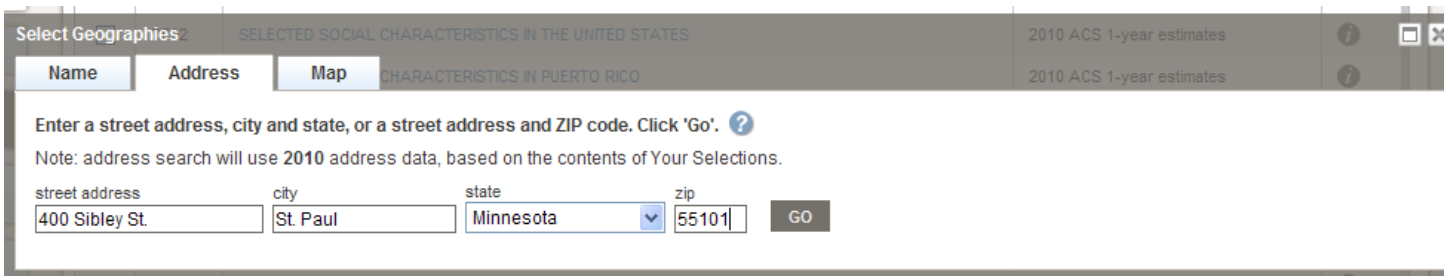 Select Geographies 2 SELECTED SOCIAL CHARACTERISTICS IN THE UNITED STATES 2010 ACS 1-year estimates
Name Address Map CHARACTERISTICS IN PUERTO RICO 2010 ACS 1-year estimates
Enter a street address, city and state, or a street address and ZIP code. Click 'Go'. ?
Note: address search will use 2010 address data, based on the contents of Your Selections.
street address city state zip
400 Sibley St. St. Paul Minnesota 55101 GO